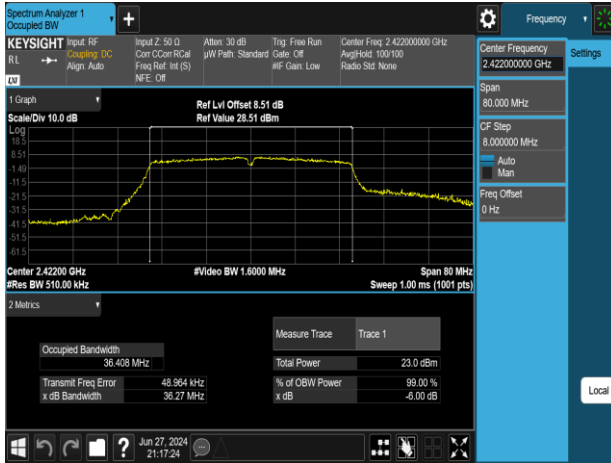 Spectrum Analyzer 1
Occupied BW
Frequency
KEYSIGHT
RL
LXI
Input: RF
Coupling: DC
Align: Auto
Input Z: 50 Ω
Corr CCorr RCal
Freq Ref: Int (S)
NFE: Off
Atten: 30 dB
µW Path: Standard
Trig: Free Run
Gate: Off
#IF Gain: Low
Center Freq: 2.422000000 GHz
Avg|Hold: 100/100
Radio Std: None
Center Frequency
2.422000000 GHz
Settings
Span
80.000 MHz
CF Step
8.000000 MHz
Auto
Man
Freq Offset
0 Hz
1 Graph
Scale/Div 10.0 dB
Ref Lvl Offset 8.51 dB
Ref Value 28.51 dBm
Log
18.5
8.51
-1.49
-11.5
-21.5
-31.5
-41.5
-51.5
-61.5
Center 2.42200 GHz
#Video BW 1.6000 MHz
Span 80 MHz
#Res BW 510.00 kHz
Sweep 1.00 ms (1001 pts)
2 Metrics
Measure Trace Trace 1
Occupied Bandwidth
36.408 MHz
Total Power 23.0 dBm
Transmit Freq Error 48.964 kHz
% of OBW Power 99.00 %
x dB Bandwidth 36.27 MHz
x dB -6.00 dB
Local
Jun 27, 2024
21:17:24